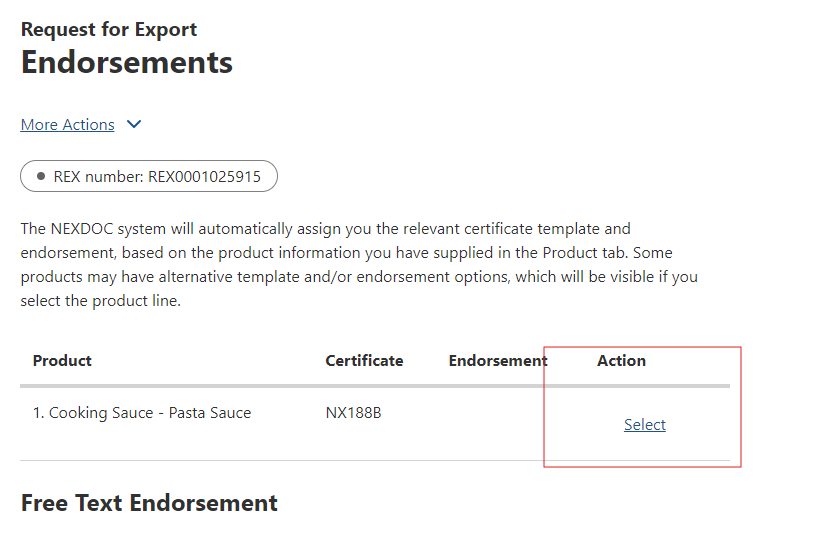 Request for Export
Endorsements
More Actions
REX number: REX0001025915
The NEXDOC system will automatically assign you the relevant certificate template and
endorsement, based on the product information you have supplied in the Product tab. Some
products may have alternative template and/or endorsement options, which will be visible if you
select the product line.
Product Certificate Endorsement Action
1. Cooking Sauce - Pasta Sauce NX188B
Select
Free Text Endorsement